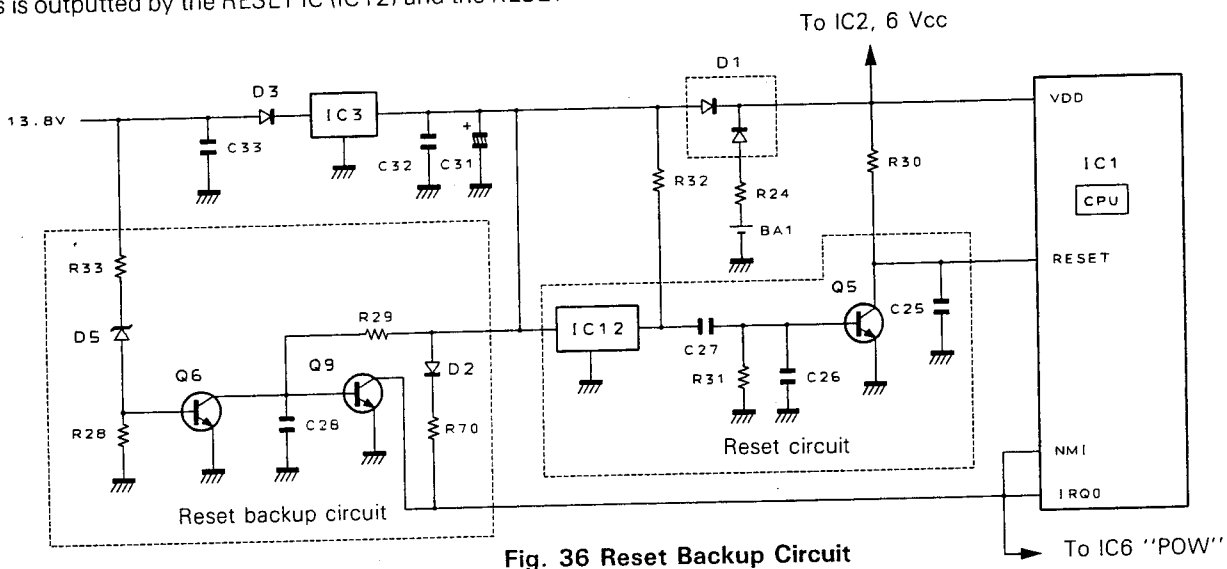 s is outputted by the RESET IC (IC12) and the RESET
To IC2, 6 Vcc
D1
D3
VDD
13.8V
IC3
C33
C32
+
C31
R32
R30
IC1
CPU
R24
BA1
R33
RESET
Q5
R29
D5
IC12
C25
Q6
Q9
D2
C27
R31
C26
R28
C28
R70
Reset circuit
NMI
IRQ0
Reset backup circuit
To IC6 "POW"
Fig. 36 Reset Backup Circuit